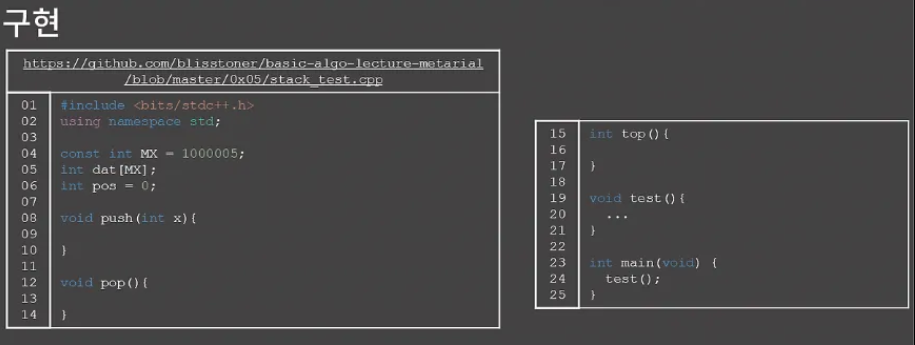 구현
https://github.com/blisstoner/basic-algo-lecture-metarial
/blob/master/0x05/stack_test.cpp
01 #include <bits/stdc++.h>
02 using namespace std;
03
04 const int MX = 1000005;
05 int dat[MX];
06 int pos = 0;
07
08 void push(int x){
09
10 }
11
12 void pop(){
13
14 }
15 int top(){
16
17 }
18
19 void test(){
20 ...
21 }
22
23 int main(void) {
24 test();
25 }